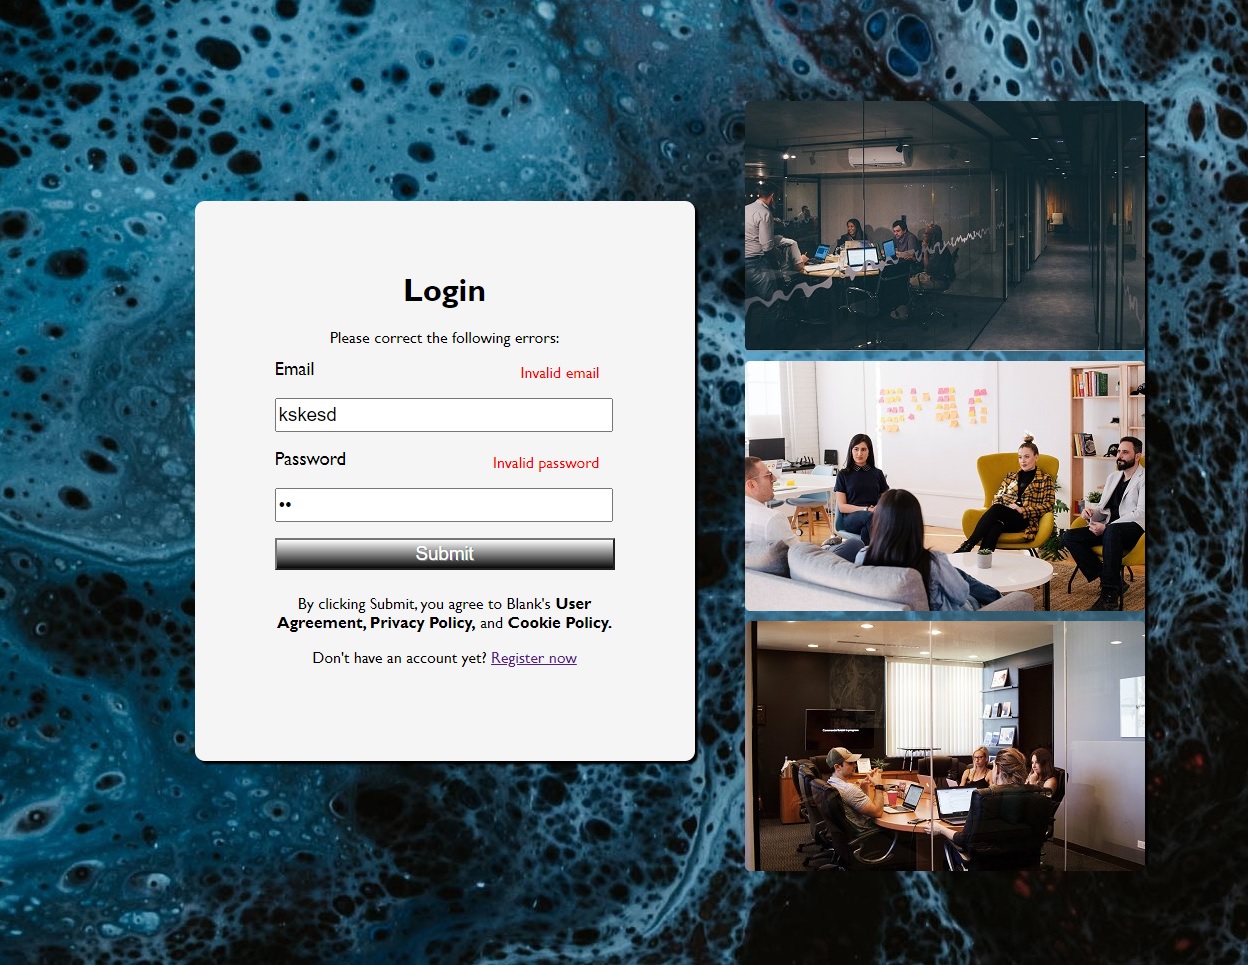 Login
Please correct the following errors:
Email
Invalid email
kskesd
Password
Invalid password
••
Submit
By clicking Submit, you agree to Blank's User
Agreement, Privacy Policy, and Cookie Policy.
Don't have an account yet? Register now